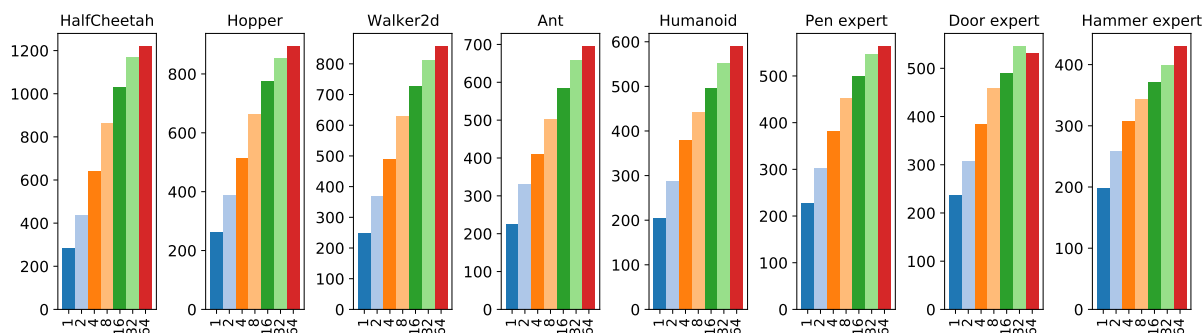 HalfCheetah Hopper Walker2d Ant Humanoid Pen expert Door expert Hammer expert
1200 1000 800 600 400 200 0
800 600 400 200 0
800 700 600 500 400 300 200 100 0
700 600 500 400 300 200 100 0
600 500 400 300 200 100 0
500 400 300 200 100 0
500 400 300 200 100 0
400 300 200 100 0
1 2 4 8 16 32 64
1 2 4 8 16 32 64
1 2 4 8 16 32 64
1 2 4 8 16 32 64
1 2 4 8 16 32 64
1 2 4 8 16 32 64
1 2 4 8 16 32 64
1 2 4 8 16 32 64